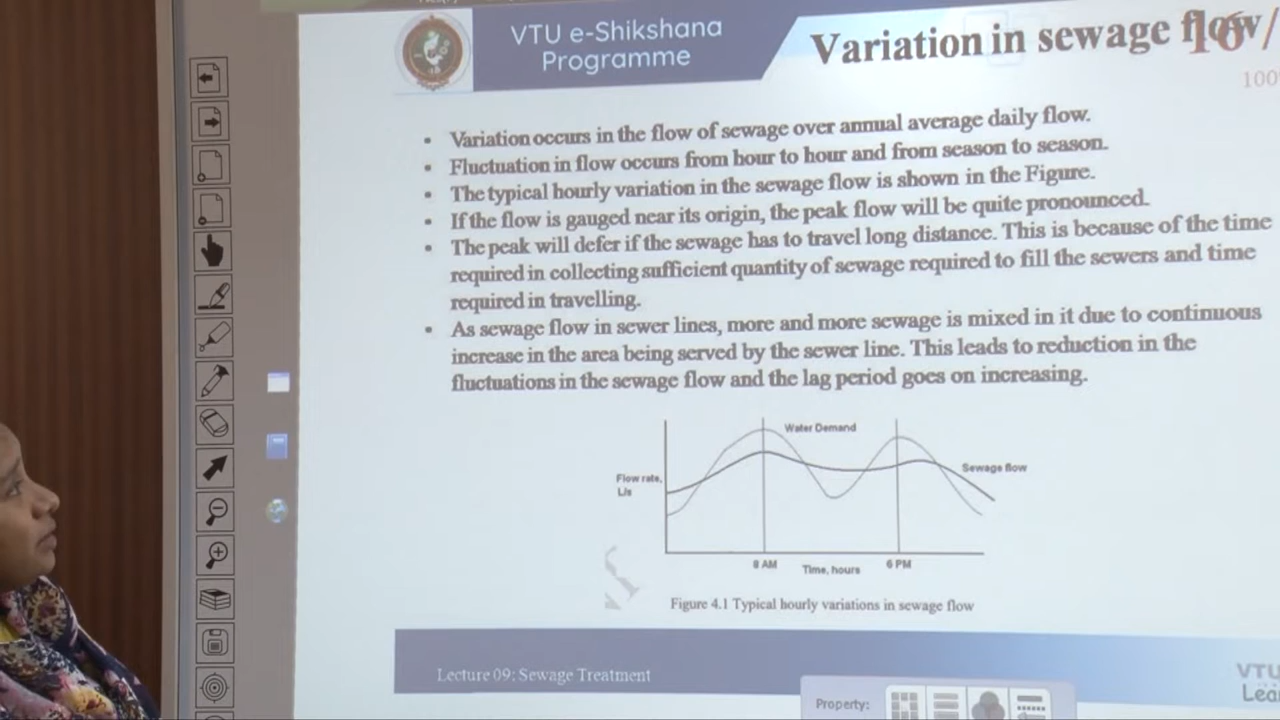 VTU e-Shikshana
Programme
Variation in sewage flow
16/
100
• Variation occurs in the flow of sewage over annual average daily flow.
• Fluctuation in flow occurs from hour to hour and from season to season.
• The typical hourly variation in the sewage flow is shown in the Figure.
• If the flow is gauged near its origin, the peak flow will be quite pronounced.
• The peak will defer if the sewage has to travel long distance. This is because of the time
required in collecting sufficient quantity of sewage required to fill the sewers and time
required in travelling.
• As sewage flow in sewer lines, more and more sewage is mixed in it due to continuous
increase in the area being served by the sewer line. This leads to reduction in the
fluctuations in the sewage flow and the lag period goes on increasing.
Water Demand
Sewage flow
Flow rate,
L/s
8 AM
Time, hours
6 PM
Figure 4.1 Typical hourly variations in sewage flow
Lecture 09: Sewage Treatment
VTU
Lea
Property: